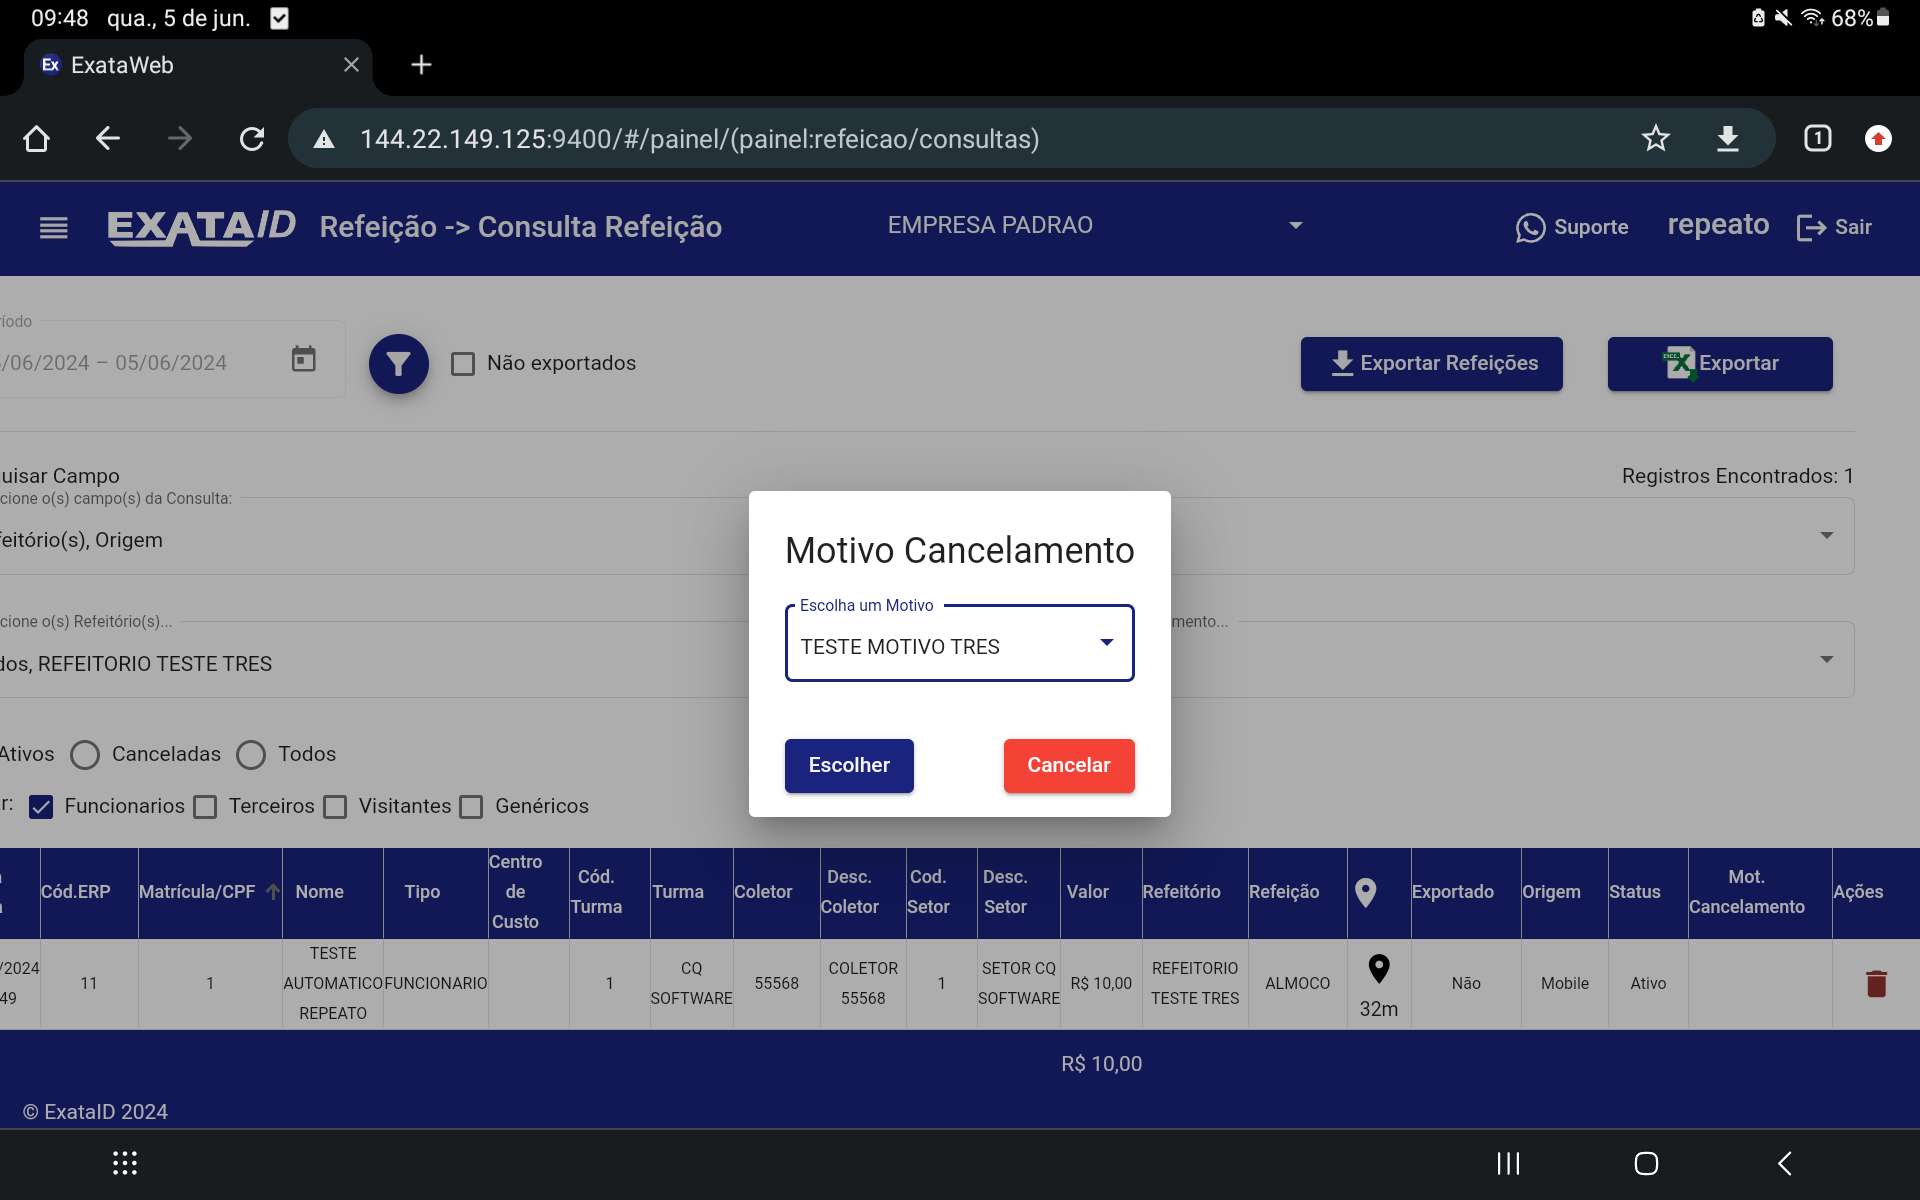 09:48 qua., 5 de jun. 68%
Ex ExataWeb
144.22.149.125:9400/#/painel/(painel:refeicao/consultas) 1
EXATAID Refeição -> Consulta Refeição EMPRESA PADRAO Suporte repeato Sair
ríodo
/06/2024 – 05/06/2024 Não exportados Exportar Refeições Exportar
uisar Campo Registros Encontrados: 1
cione o(s) campo(s) da Consulta:
feitório(s), Origem
Motivo Cancelamento
Escolha um Motivo
TESTE MOTIVO TRES
Escolher Cancelar
cione o(s) Refeitório(s)... mento...
dos, REFEITORIO TESTE TRES
Ativos Canceladas Todos
r: Funcionarios Terceiros Visitantes Genéricos
Cód.ERP Matrícula/CPF Nome Tipo Centro de Custo Cód. Turma Turma Coletor Desc. Coletor Cod. Setor Desc. Setor Valor Refeitório Refeição Exportado Origem Status Mot. Cancelamento Ações
/2024 49 11 1 TESTE AUTOMATICO REPEATO FUNCIONARIO 1 CQ SOFTWARE 55568 COLETOR 55568 1 SETOR CQ SOFTWARE R$ 10,00 REFEITORIO TESTE TRES ALMOCO 32m Não Mobile Ativo
R$ 10,00
© ExataID 2024